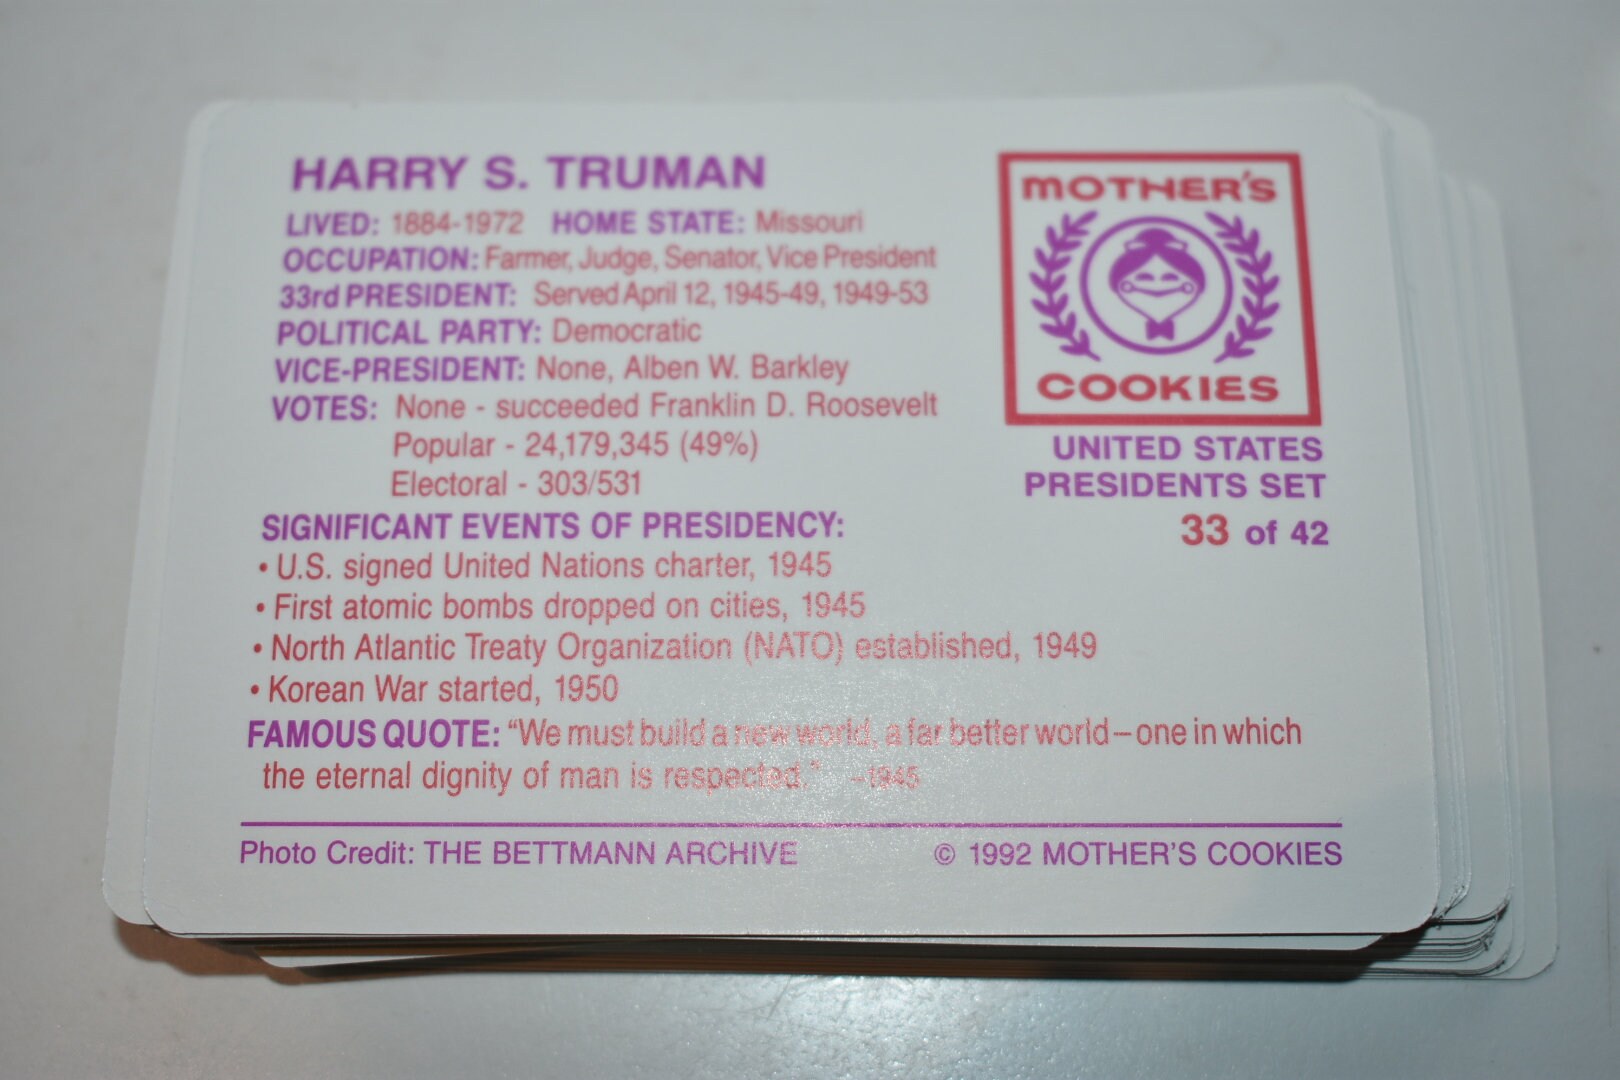 HARRY S. TRUMAN
LIVED: 1884-1972 HOME STATE: Missouri
OCCUPATION: Farmer, Judge, Senator, Vice President
33rd PRESIDENT: Served April 12, 1945-49, 1949-53
POLITICAL PARTY: Democratic
VICE-PRESIDENT: None, Alben W. Barkley
VOTES: None - succeeded Franklin D. Roosevelt
Popular - 24,179,345 (49%)
Electoral - 303/531
SIGNIFICANT EVENTS OF PRESIDENCY:
• U.S. signed United Nations charter, 1945
• First atomic bombs dropped on cities, 1945
• North Atlantic Treaty Organization (NATO) established, 1949
• Korean War started, 1950
FAMOUS QUOTE: “We must build a new world, a far better world—one in which
the eternal dignity of man is respected.” –1945
MOTHER'S
COOKIES
UNITED STATES
PRESIDENTS SET
33 of 42
Photo Credit: THE BETTMANN ARCHIVE
© 1992 MOTHER'S COOKIES